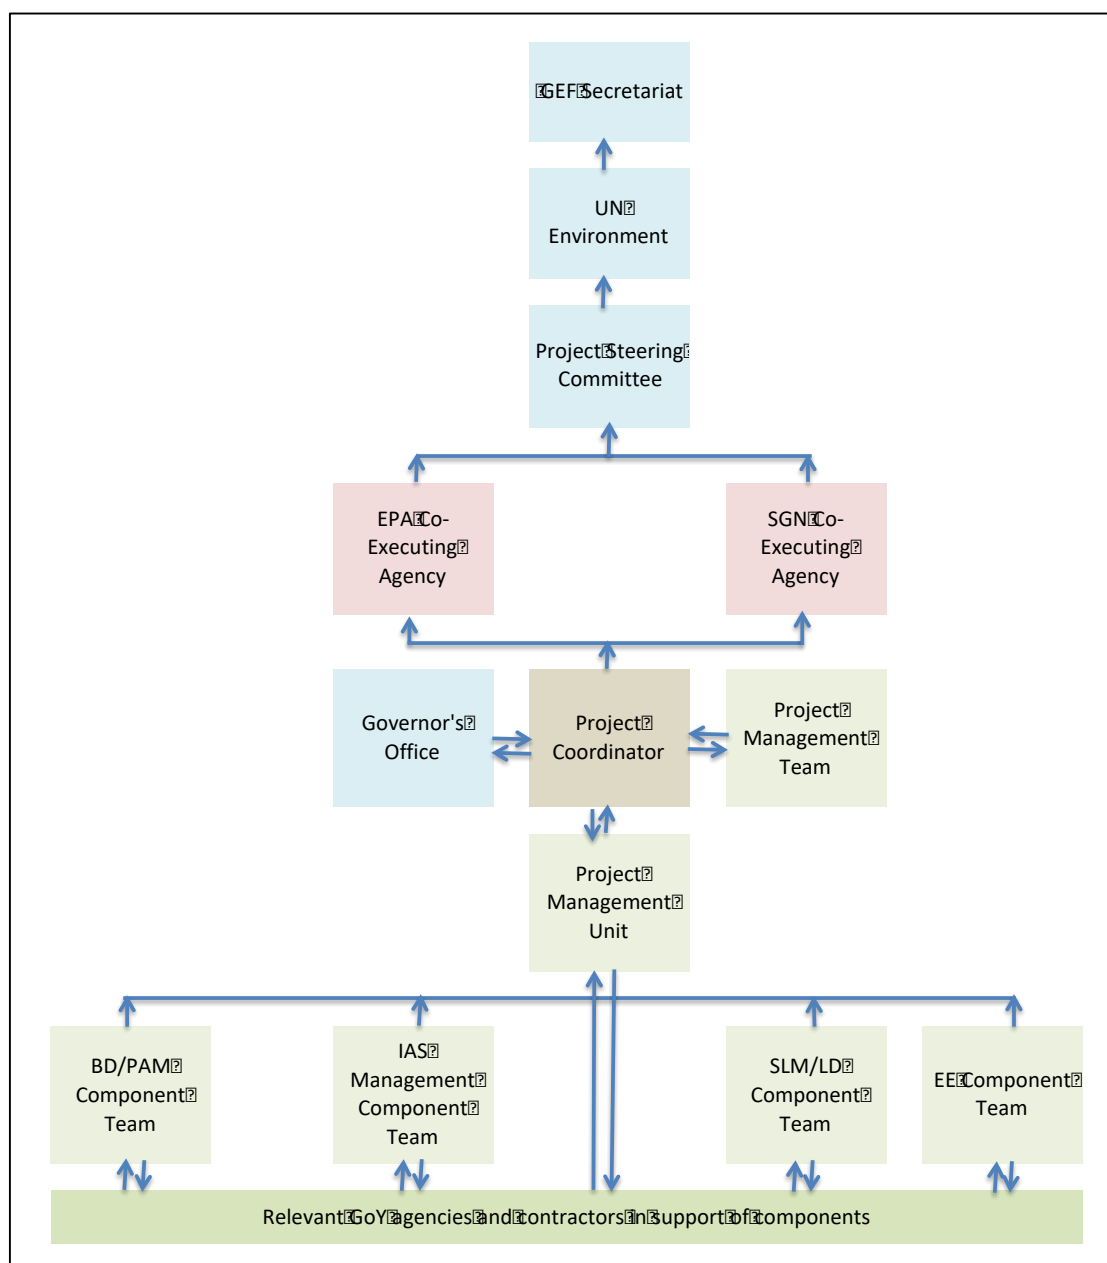 GEF Secretariat
UN
Environment
Project Steering
Committee
EPA Co-
Executing
Agency
SGN Co-
Executing
Agency
Governor's
Office
Project
Coordinator
Project
Management
Team
Project
Management
Unit
BD/PAM
Component
Team
IAS
Management
Component
Team
SLM/LD
Component
Team
EE Component
Team
Relevant GoY agencies and contractors in support of components